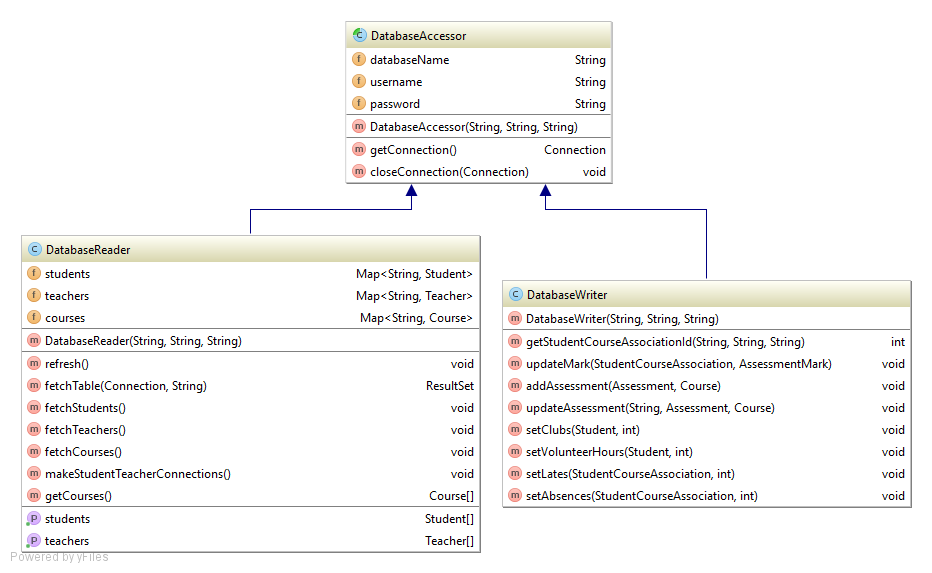 DatabaseAccessor
databaseName String
username String
password String
DatabaseAccessor(String, String, String)
getConnection() Connection
closeConnection(Connection) void
DatabaseReader
students Map<String, Student>
teachers Map<String, Teacher>
courses Map<String, Course>
DatabaseReader(String, String, String)
refresh() void
fetchTable(Connection, String) ResultSet
fetchStudents() void
fetchTeachers() void
fetchCourses() void
makeStudentTeacherConnections() void
getCourses() Course[]
students Student[]
teachers Teacher[]
DatabaseWriter
DatabaseWriter(String, String, String)
getStudentCourseAssociationId(String, String, String) int
updateMark(StudentCourseAssociation, AssessmentMark) void
addAssessment(Assessment, Course) void
updateAssessment(String, Assessment, Course) void
setClubs(Student, int) void
setVolunteerHours(Student, int) void
setLates(StudentCourseAssociation, int) void
setAbsences(StudentCourseAssociation, int) void
Powered by yFiles